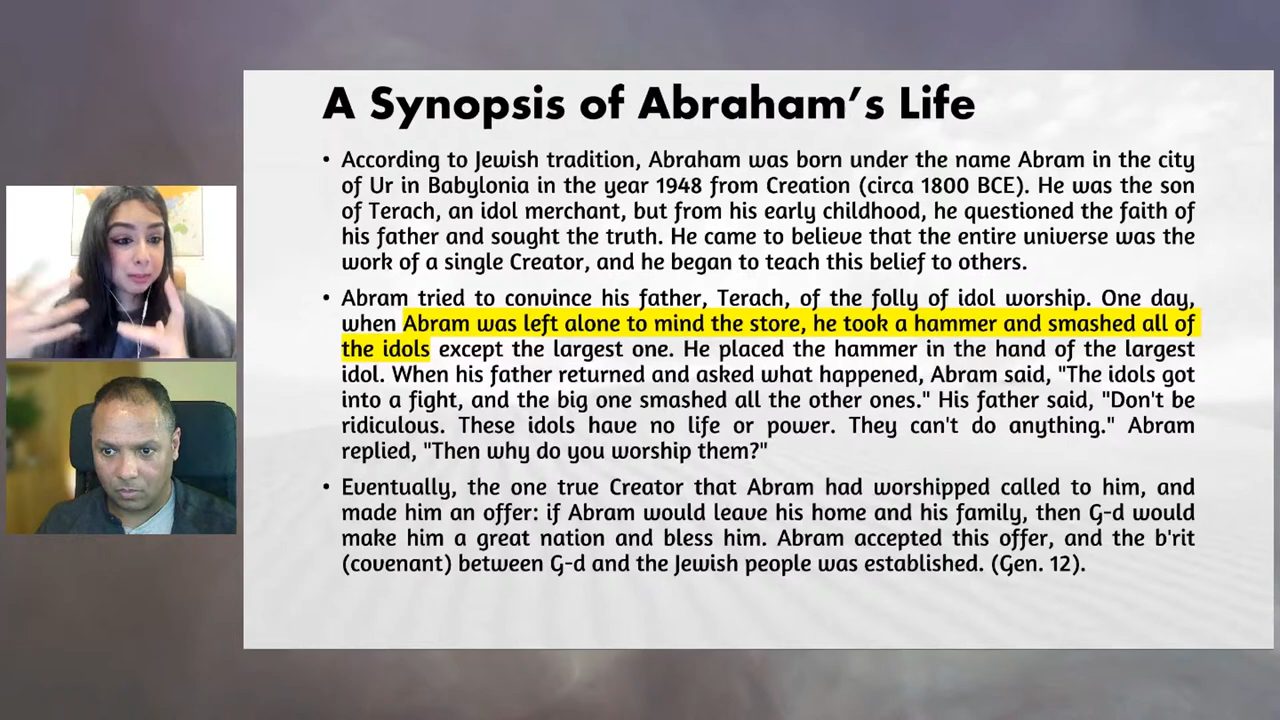 A Synopsis of Abraham’s Life
• According to Jewish tradition, Abraham was born under the name Abram in the city
of Ur in Babylonia in the year 1948 from Creation (circa 1800 BCE). He was the son
of Terach, an idol merchant, but from his early childhood, he questioned the faith of
his father and sought the truth. He came to believe that the entire universe was the
work of a single Creator, and he began to teach this belief to others.
• Abram tried to convince his father, Terach, of the folly of idol worship. One day,
when Abram was left alone to mind the store, he took a hammer and smashed all of
the idols except the largest one. He placed the hammer in the hand of the largest
idol. When his father returned and asked what happened, Abram said, "The idols got
into a fight, and the big one smashed all the other ones." His father said, "Don't be
ridiculous. These idols have no life or power. They can't do anything." Abram
replied, "Then why do you worship them?"
• Eventually, the one true Creator that Abram had worshipped called to him, and
made him an offer: if Abram would leave his home and his family, then G-d would
make him a great nation and bless him. Abram accepted this offer, and the b'rit
(covenant) between G-d and the Jewish people was established. (Gen. 12).